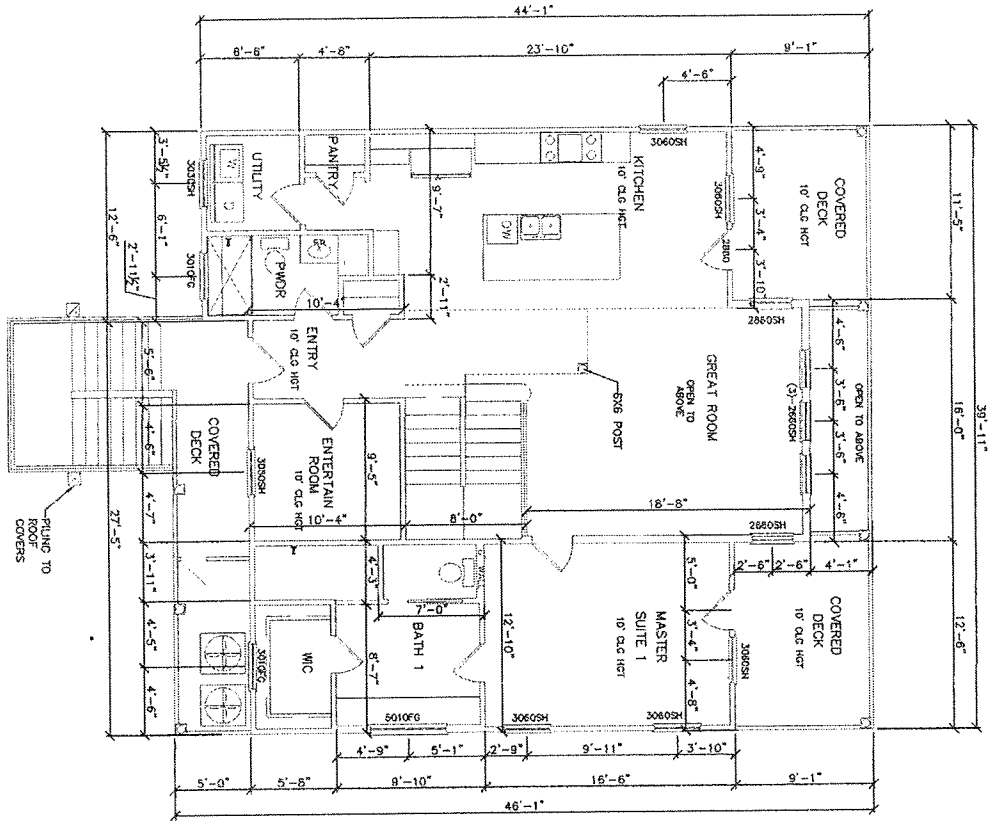 44'-1"
8'-6"
4'-8"
23'-10"
9'-1"
4'-6"
3060SH
3'-5½"
6'-1"
2'-11½"
12'-6"
3030SH
3010FG
UTILITY
W
PANTRY
9'-7"
2'-11"
KITCHEN
10' CLG HGT
DW
3060SH
2880
4'-9"
3'-4"
3'-10"
COVERED
DECK
10' CLG HGT
11'-5"
16'-0"
12'-6"
39'-11"
PWDR
10'-4"
2860SH
ENTRY
10' CLG HGT
6X6 POST
GREAT ROOM
OPEN TO
ABOVE
(3)-2660SH
4'-6"
3'-6"
3'-6"
4'-6"
OPEN TO ABOVE
5'-6"
4'-6"
4'-7"
3'-11"
4'-5"
4'-6"
27'-5"
COVERED
DECK
3050SH
ENTERTAIN
ROOM
10' CLG HGT
9'-5"
10'-4"
8'-0"
18'-8"
2660SH
2'-6"
2'-6"
4'-1"
PILING TO
ROOF
COVERS
4'-3"
7'-0"
BATH 1
8'-7"
12'-10"
MASTER
SUITE 1
10' CLG HGT
5'-0"
3'-4"
4'-8"
3060SH
COVERED
DECK
10' CLG HGT
WIC
3010FG
5010FG
3060SH
3060SH
4'-9"
5'-1"
2'-9"
9'-11"
3'-10"
5'-0"
5'-8"
9'-10"
16'-6"
9'-1"
46'-1"